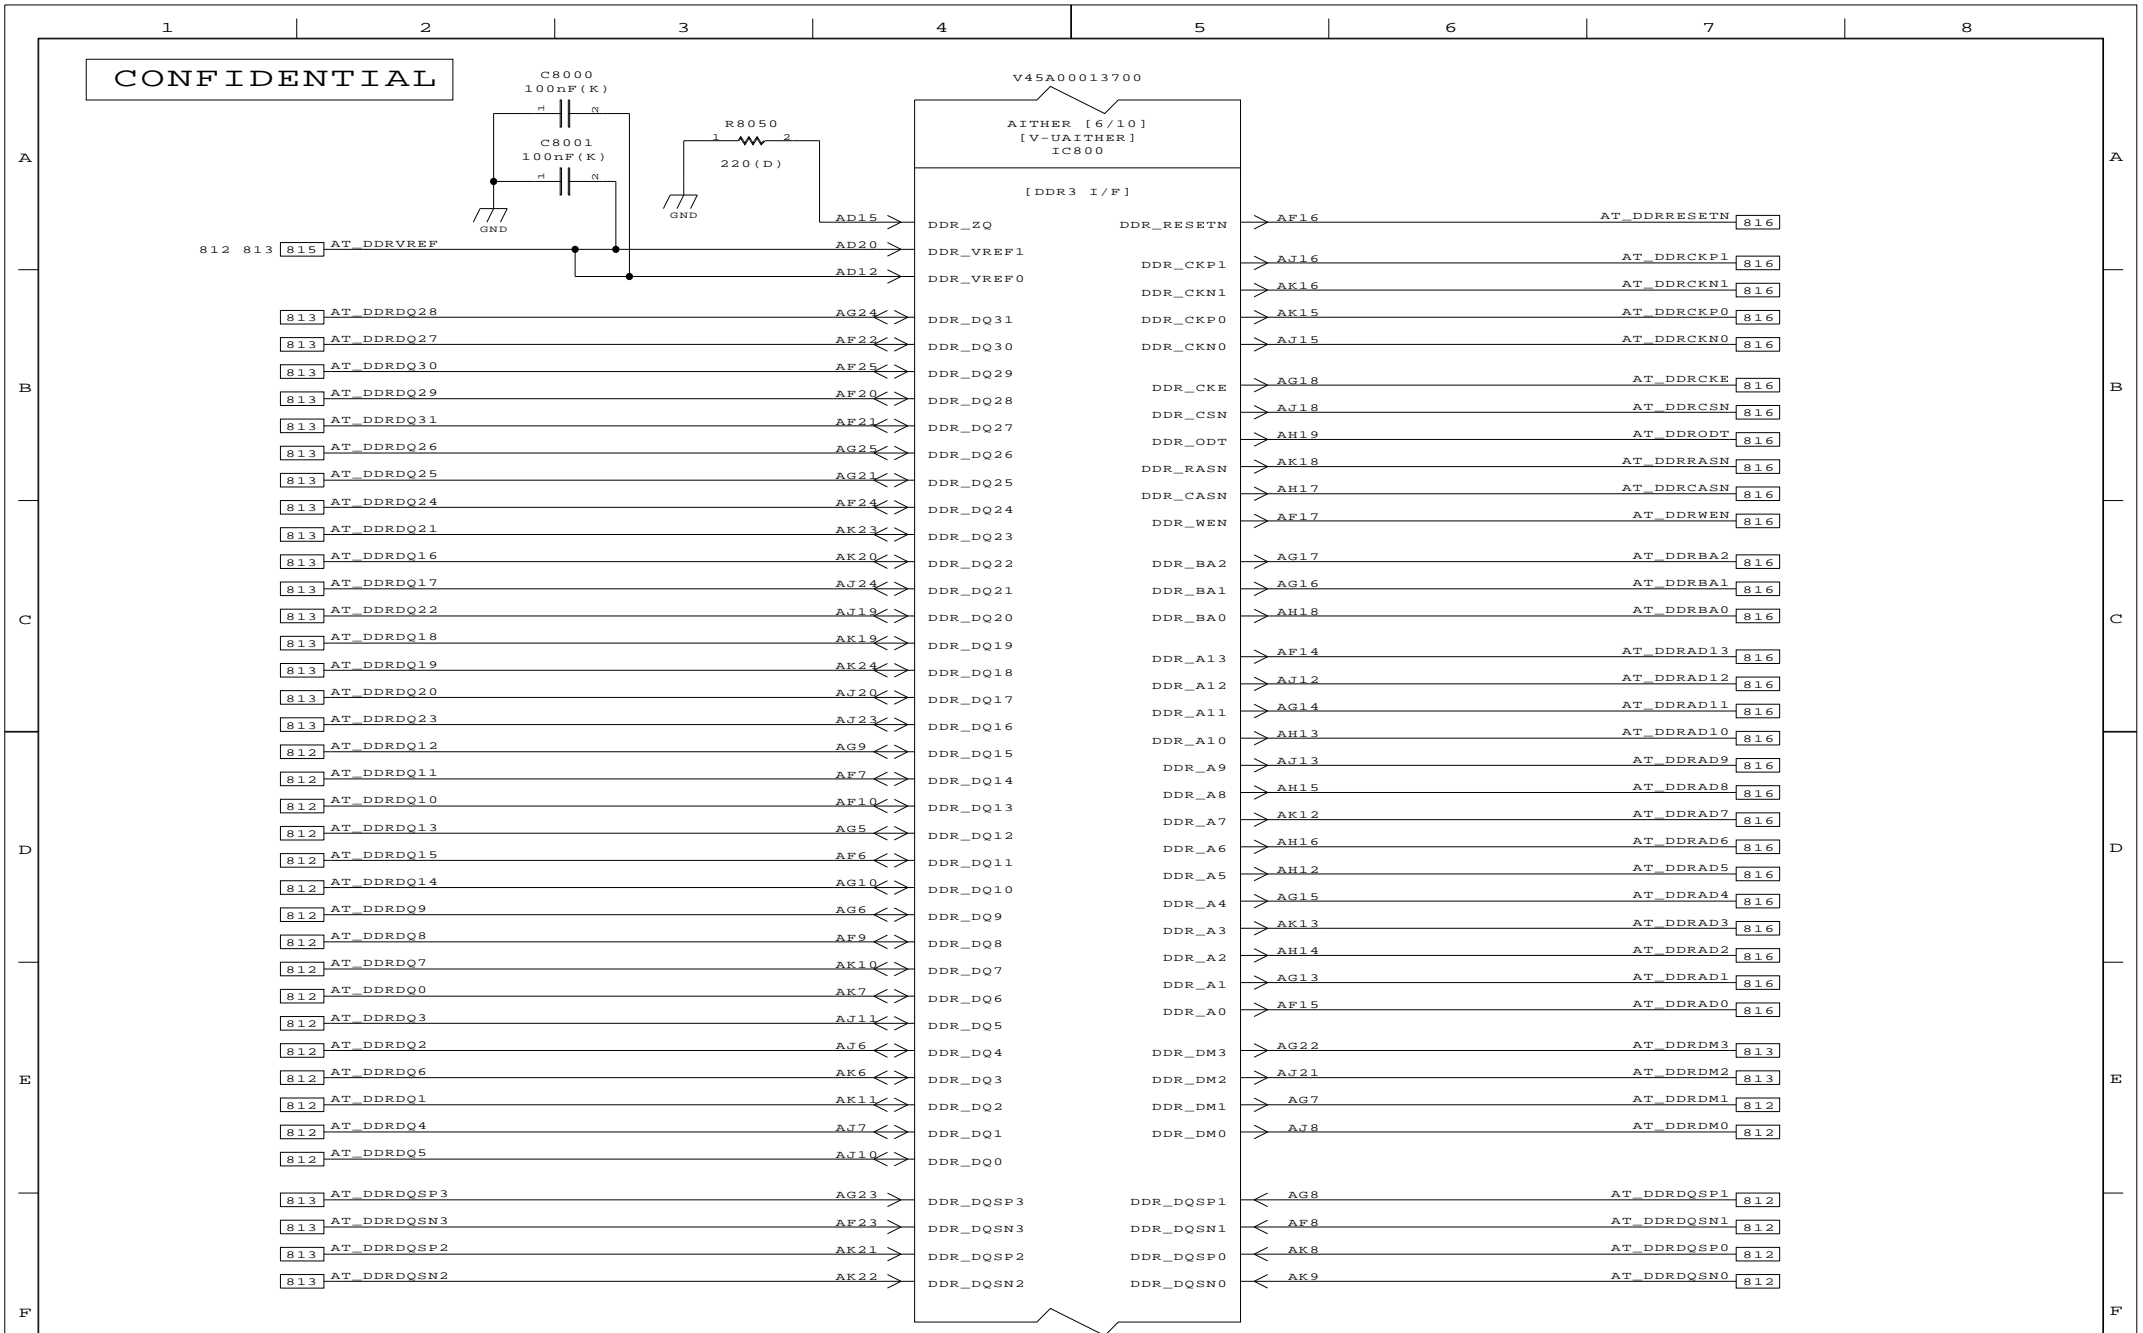 1 2 3 4 5 6 7 8
CONFIDENTIAL
C8000
100nF(K)
1 2
C8001
100nF(K)
1 2
GND
R8050
1 2
220(D)
GND
V45A00013700
AITHER [6/10]
[V-UAITHER]
IC800
[DDR3 I/F]
A A
AD15 DDR_ZQ DDR_RESETN AF16 AT_DDRRESETN 816
812 813 815 AT_DDRVREF AD20 DDR_VREF1
DDR_CKP1 AJ16 AT_DDRCKP1 816
AD12 DDR_VREF0
DDR_CKN1 AK16 AT_DDRCKN1 816
813 AT_DDRDQ28 AG24 DDR_DQ31 DDR_CKP0 AK15 AT_DDRCKP0 816
813 AT_DDRDQ27 AF22 DDR_DQ30 DDR_CKN0 AJ15 AT_DDRCKN0 816
813 AT_DDRDQ30 AF25 DDR_DQ29
B DDR_CKE AG18 AT_DDRCKE 816 B
813 AT_DDRDQ29 AF20 DDR_DQ28
DDR_CSN AJ18 AT_DDRCSN 816
813 AT_DDRDQ31 AF21 DDR_DQ27
DDR_ODT AH19 AT_DDRODT 816
813 AT_DDRDQ26 AG25 DDR_DQ26
DDR_RASN AK18 AT_DDRRASN 816
813 AT_DDRDQ25 AG21 DDR_DQ25
DDR_CASN AH17 AT_DDRCASN 816
813 AT_DDRDQ24 AF24 DDR_DQ24
DDR_WEN AF17 AT_DDRWEN 816
813 AT_DDRDQ21 AK23 DDR_DQ23
813 AT_DDRDQ16 AK20 DDR_DQ22 DDR_BA2 AG17 AT_DDRBA2 816
813 AT_DDRDQ17 AJ24 DDR_DQ21 DDR_BA1 AG16 AT_DDRBA1 816
C 813 AT_DDRDQ22 AJ19 DDR_DQ20 DDR_BA0 AH18 AT_DDRBA0 816 C
813 AT_DDRDQ18 AK19 DDR_DQ19
DDR_A13 AF14 AT_DDRAD13 816
813 AT_DDRDQ19 AK24 DDR_DQ18
DDR_A12 AJ12 AT_DDRAD12 816
813 AT_DDRDQ20 AJ20 DDR_DQ17
DDR_A11 AG14 AT_DDRAD11 816
813 AT_DDRDQ23 AJ23 DDR_DQ16
DDR_A10 AH13 AT_DDRAD10 816
812 AT_DDRDQ12 AG9 DDR_DQ15
DDR_A9 AJ13 AT_DDRAD9 816
812 AT_DDRDQ11 AF7 DDR_DQ14
DDR_A8 AH15 AT_DDRAD8 816
812 AT_DDRDQ10 AF10 DDR_DQ13
DDR_A7 AK12 AT_DDRAD7 816
812 AT_DDRDQ13 AG5 DDR_DQ12
D DDR_A6 AH16 AT_DDRAD6 816 D
812 AT_DDRDQ15 AF6 DDR_DQ11
DDR_A5 AH12 AT_DDRAD5 816
812 AT_DDRDQ14 AG10 DDR_DQ10
DDR_A4 AG15 AT_DDRAD4 816
812 AT_DDRDQ9 AG6 DDR_DQ9
DDR_A3 AK13 AT_DDRAD3 816
812 AT_DDRDQ8 AF9 DDR_DQ8
DDR_A2 AH14 AT_DDRAD2 816
812 AT_DDRDQ7 AK10 DDR_DQ7
DDR_A1 AG13 AT_DDRAD1 816
812 AT_DDRDQ0 AK7 DDR_DQ6
DDR_A0 AF15 AT_DDRAD0 816
812 AT_DDRDQ3 AJ11 DDR_DQ5
812 AT_DDRDQ2 AJ6 DDR_DQ4 DDR_DM3 AG22 AT_DDRDM3 813
E 812 AT_DDRDQ6 AK6 DDR_DQ3 DDR_DM2 AJ21 AT_DDRDM2 813 E
812 AT_DDRDQ1 AK11 DDR_DQ2 DDR_DM1 AG7 AT_DDRDM1 812
812 AT_DDRDQ4 AJ7 DDR_DQ1 DDR_DM0 AJ8 AT_DDRDM0 812
812 AT_DDRDQ5 AJ10 DDR_DQ0
813 AT_DDRDQSP3 AG23 DDR_DQSP3 DDR_DQSP1 AG8 AT_DDRDQSP1 812
813 AT_DDRDQSN3 AF23 DDR_DQSN3 DDR_DQSN1 AF8 AT_DDRDQSN1 812
813 AT_DDRDQSP2 AK21 DDR_DQSP2 DDR_DQSP0 AK8 AT_DDRDQSP0 812
813 AT_DDRDQSN2 AK22 DDR_DQSN2 DDR_DQSN0 AK9 AT_DDRDQSN0 812
F F